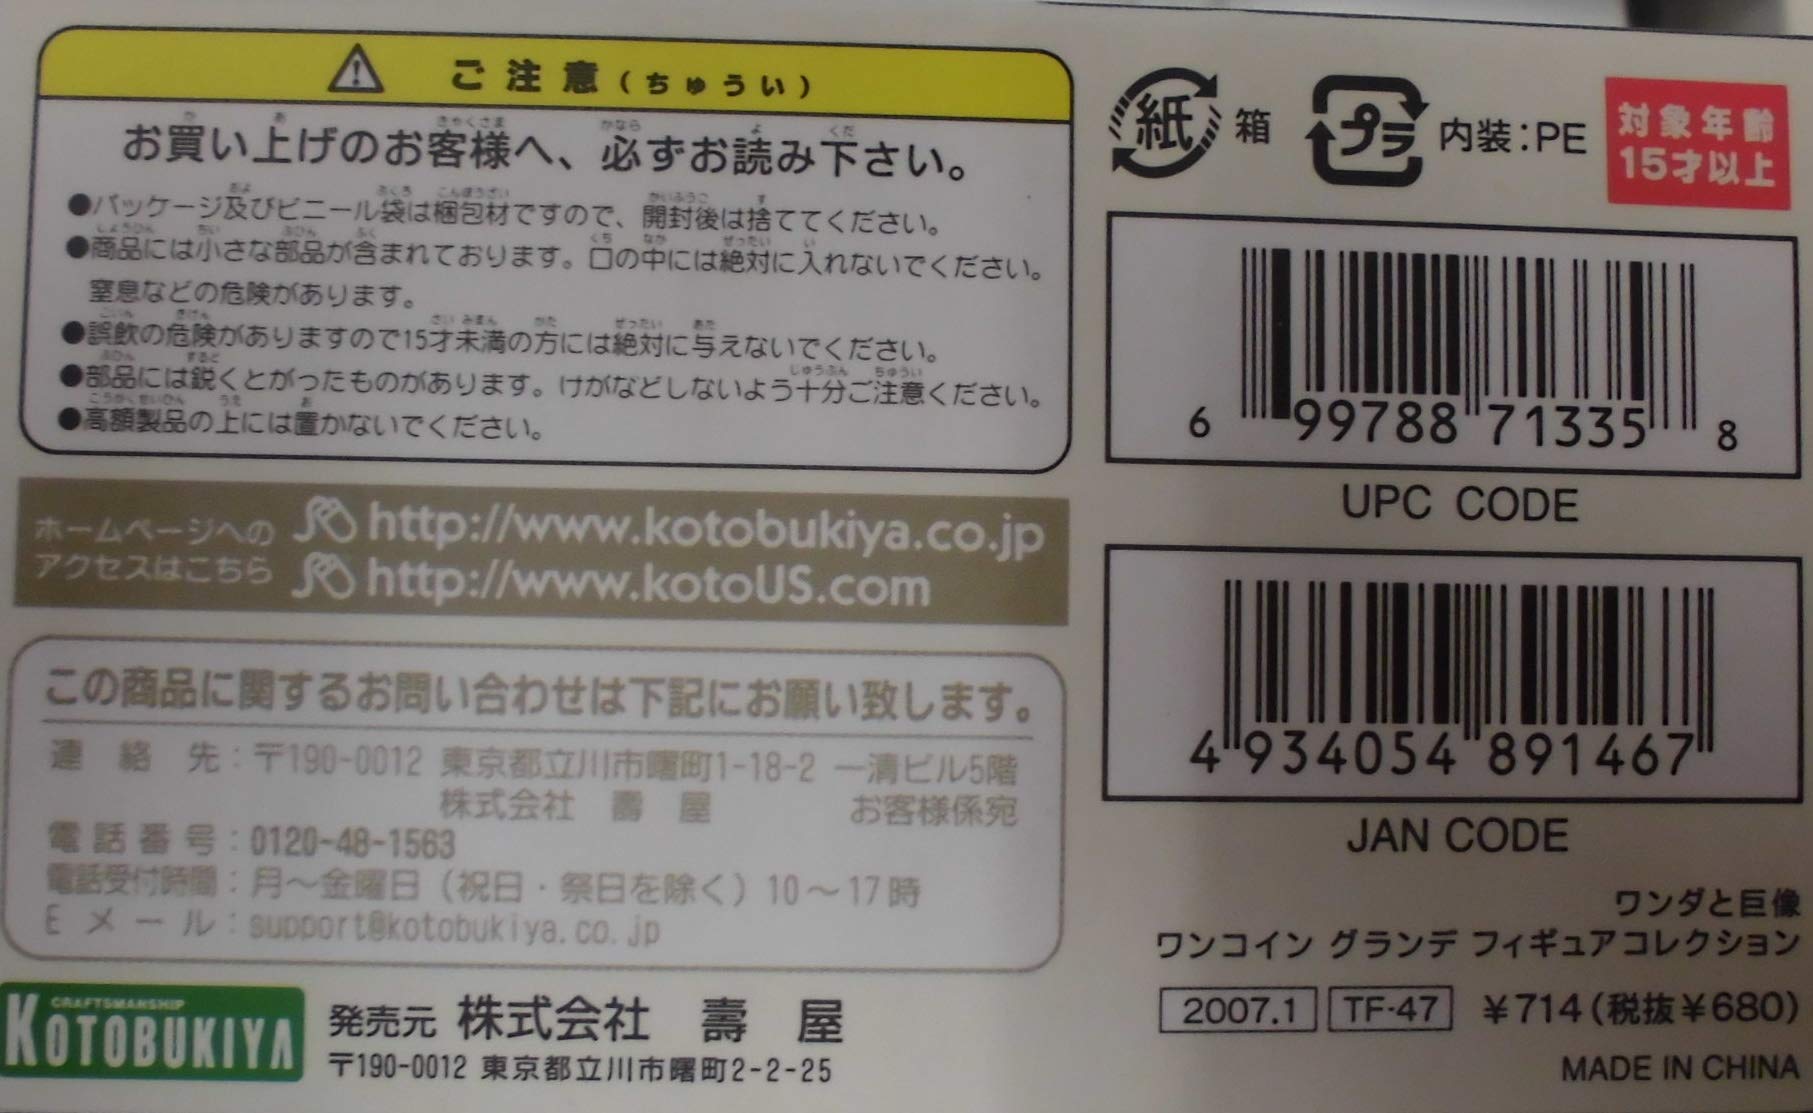 ご注意(ちゅうい)
お買い上げのお客様へ、必ずお読み下さい。
●パッケージ及びビニール袋は梱包材ですので、開封後は捨ててください。
●商品には小さな部品が含まれております。口の中には絶対に入れないでください。
窒息などの危険があります。
●誤飲の危険がありますので15才未満の方には絶対に与えないでください。
●部品には鋭くとがったものがあります。けがなどしないよう十分ご注意ください。
●高額製品の上には置かないでください。
ホームページへの
アクセスはこちら
http://www.kotobukiya.co.jp
http://www.kotoUS.com
この商品に関するお問い合わせは下記にお願い致します。
連絡先:〒190-0012 東京都立川市曙町1-18-2 一清ビル5階
株式会社 壽屋 お客様係宛
電話番号:0120-48-1563
電話受付時間:月～金曜日(祝日・祭日を除く)10～17時
Eメール:support@kotobukiya.co.jp
CRAFTSMANSHIP
KOTOBUKIYA
発売元 株式会社 壽屋
〒190-0012 東京都立川市曙町2-2-25
紙 箱
プラ 内装:PE
対象年齢
15才以上
6 99788 71335 8
UPC CODE
4 934054 891467
JAN CODE
ワンダと巨像
ワンコイン グランデ フィギュアコレクション
2007.1 TF-47 ¥714(税抜¥680)
MADE IN CHINA